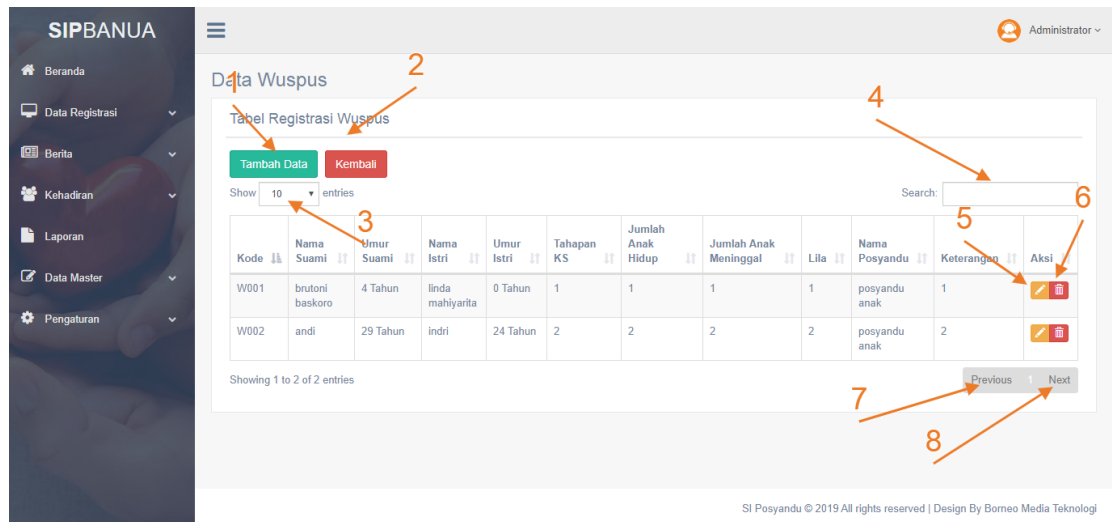 SIPBANUA
Administrator
Beranda
Data Registrasi
Berita
Kehadiran
Laporan
Data Master
Pengaturan
Data Wuspus
1
2
Tabel Registrasi Wuspus
4
Tambah Data Kembali
Show 10 entries
Search:
3
5
6
Kode Nama Suami Umur Suami Nama Istri Umur Istri Tahapan KS Jumlah Anak Hidup Jumlah Anak Meninggal Lila Nama Posyandu Keterangan Aksi
W001 brutoni baskoro 4 Tahun linda mahiyarita 0 Tahun 1 1 1 1 posyandu anak 1
W002 andi 29 Tahun indri 24 Tahun 2 2 2 2 posyandu anak 2
Showing 1 to 2 of 2 entries
Previous 1 Next
7
8
SI Posyandu © 2019 All rights reserved | Design By Borneo Media Teknologi